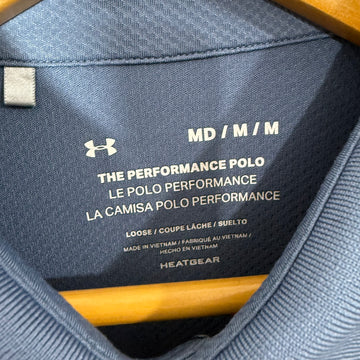 MD / M / M
THE PERFORMANCE POLO
LE POLO PERFORMANCE
LA CAMISA POLO PERFORMANCE
LOOSE / COUPE LÂCHE / SUELTO
MADE IN VIETNAM / FABRIQUÉ AU VIETNAM /
HECHO EN VIETNAM
HEATGEAR